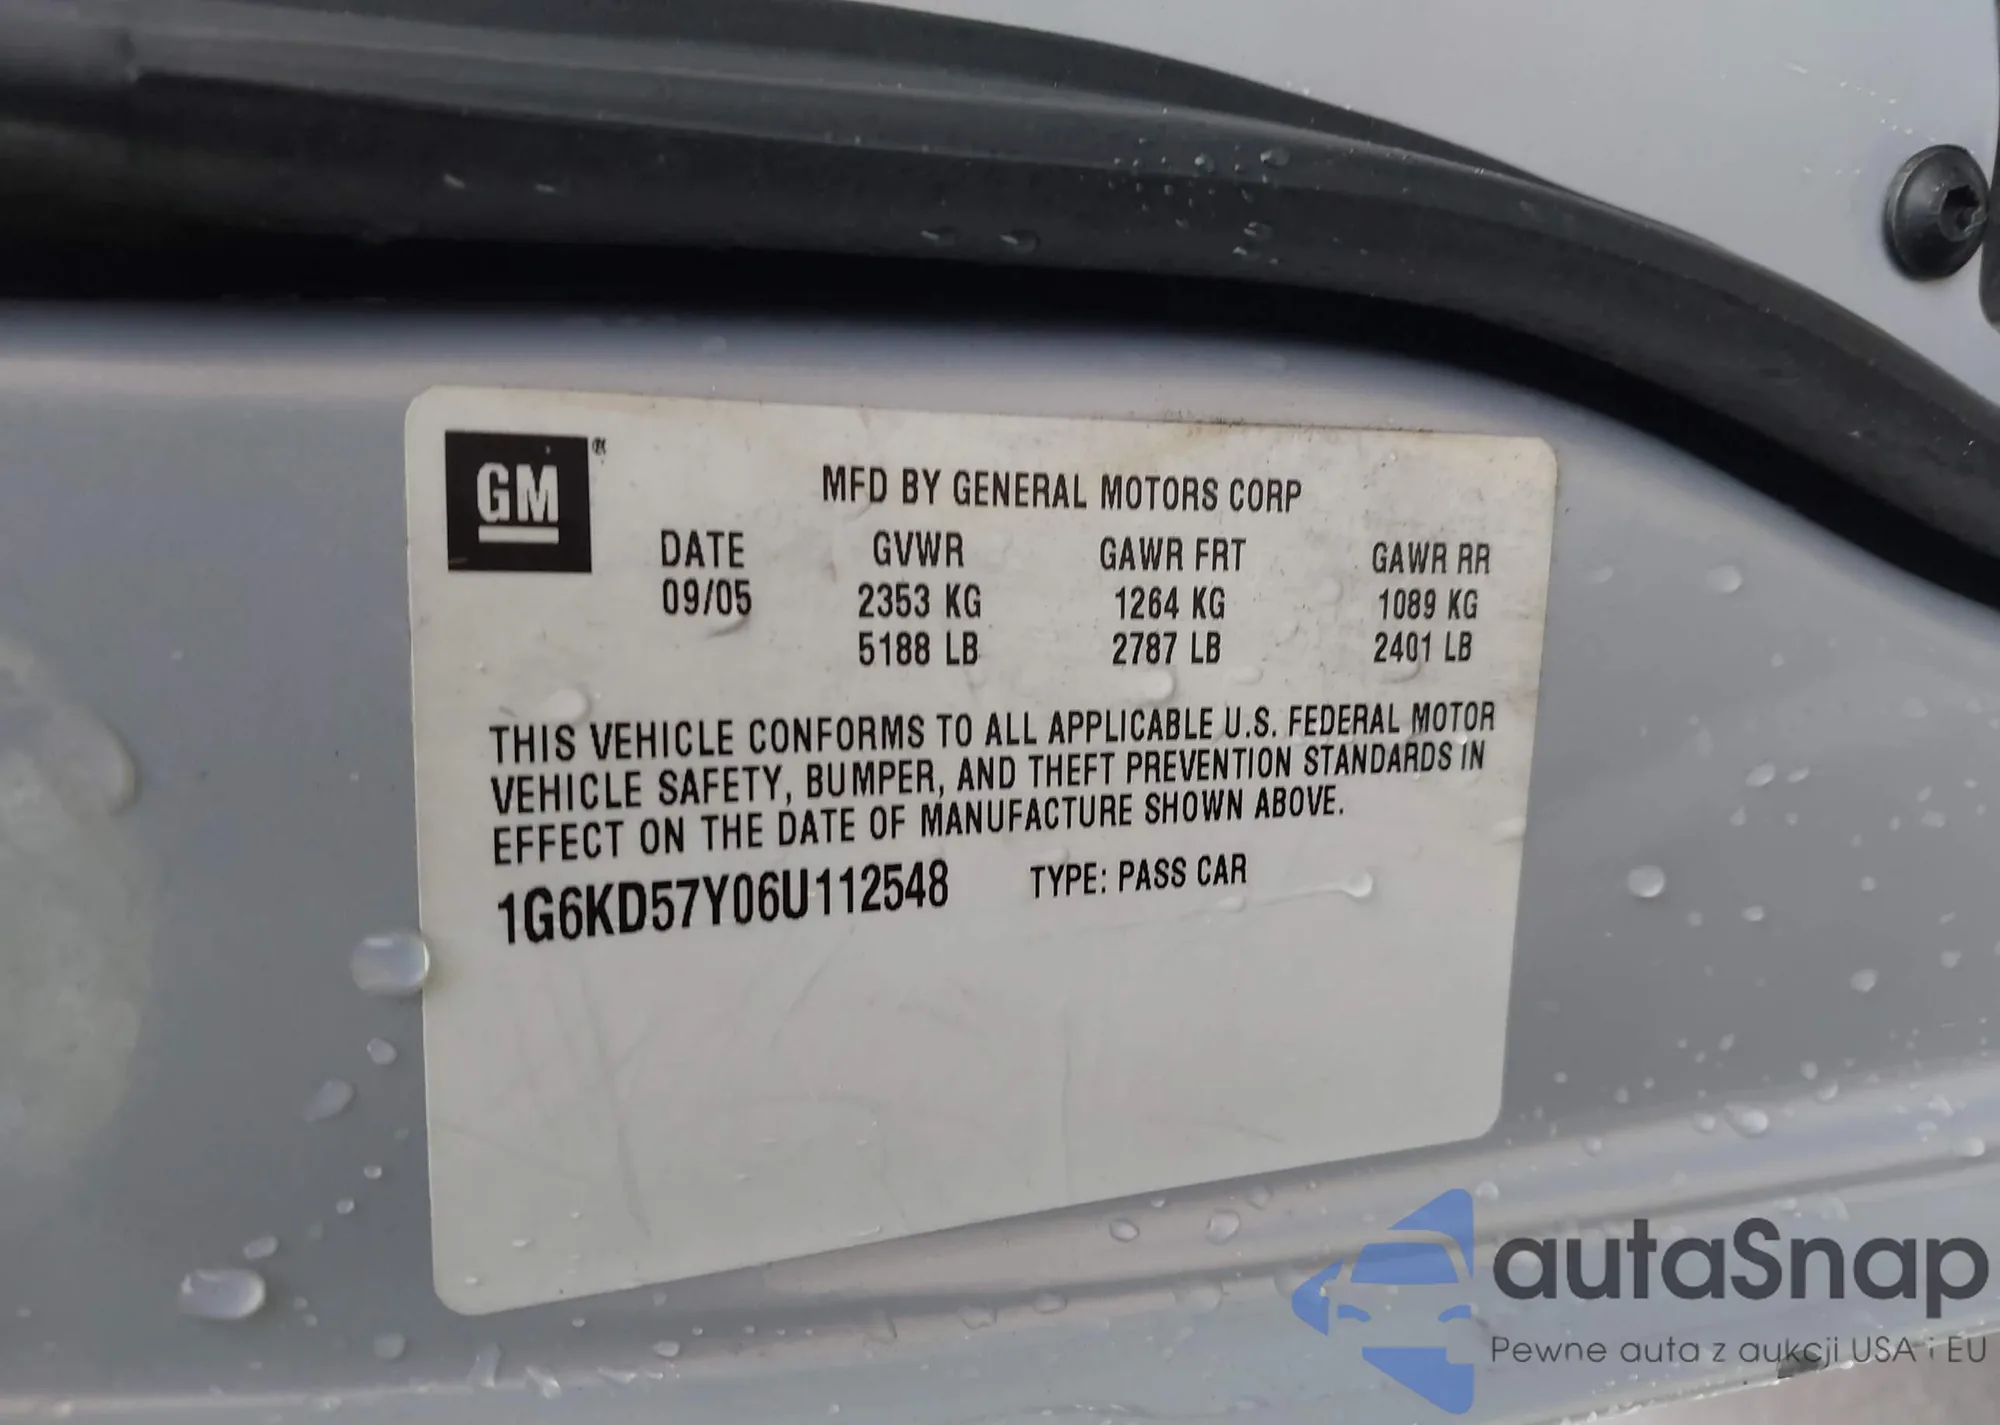 GM ®
MFD BY GENERAL MOTORS CORP
DATE GVWR GAWR FRT GAWR RR
09/05 2353 KG 1264 KG 1089 KG
5188 LB 2787 LB 2401 LB
THIS VEHICLE CONFORMS TO ALL APPLICABLE U.S. FEDERAL MOTOR
VEHICLE SAFETY, BUMPER, AND THEFT PREVENTION STANDARDS IN
EFFECT ON THE DATE OF MANUFACTURE SHOWN ABOVE.
1G6KD57Y06U112548 TYPE: PASS CAR
autaSnap
Pewne auta z aukcji USA i EU